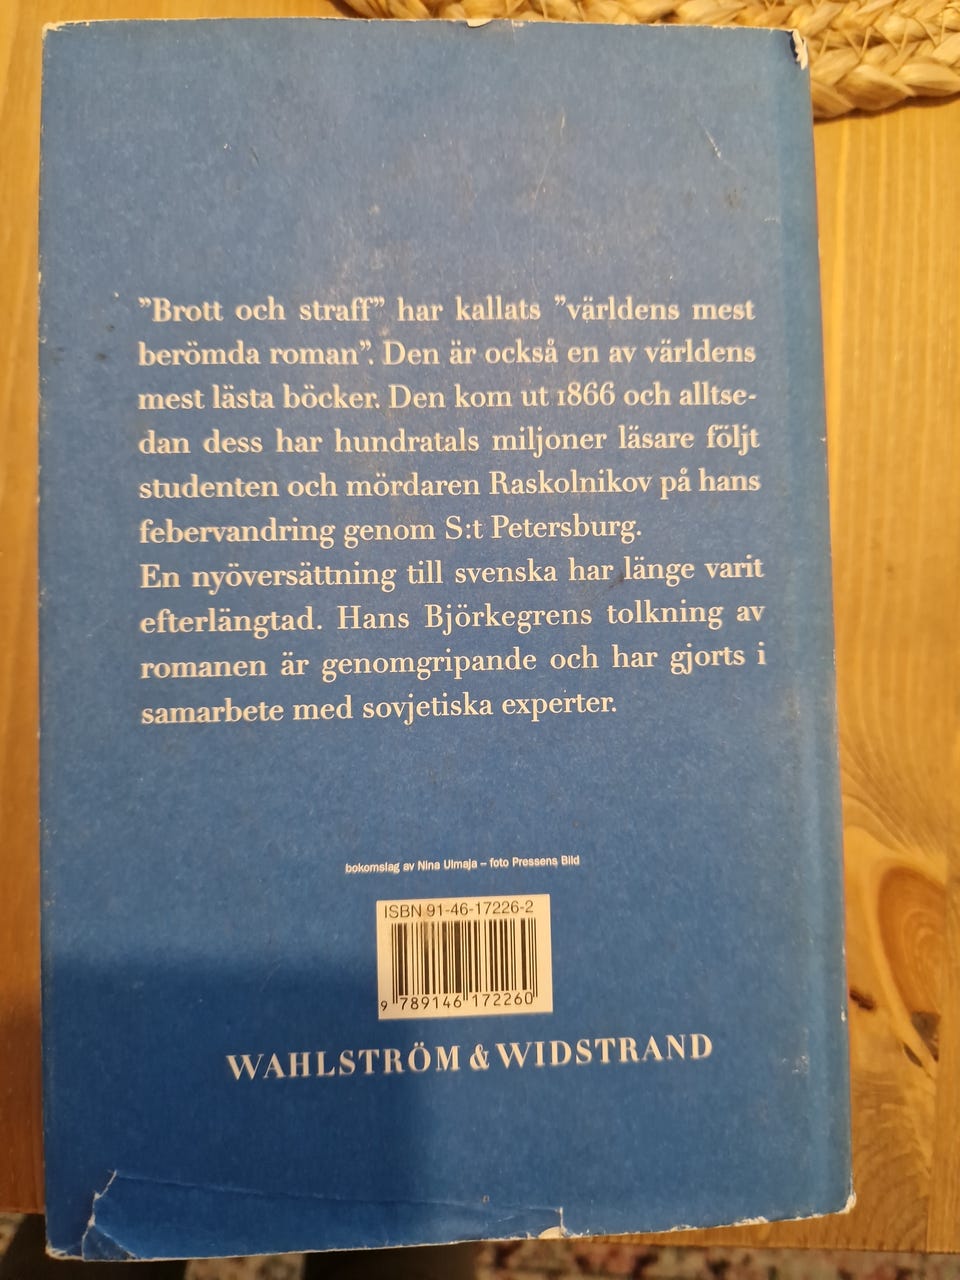 ”Brott och straff” har kallats ”världens mest
berömda roman”. Den är också en av världens
mest lästa böcker. Den kom ut 1866 och alltse-
dan dess har hundratals miljoner läsare följt
studenten och mördaren Raskolnikov på hans
febervandring genom S:t Petersburg.
En nyöversättning till svenska har länge varit
efterlängtad. Hans Björkegrens tolkning av
romanen är genomgripande och har gjorts i
samarbete med sovjetiska experter.
bokomslag av Nina Ulmaja – foto Pressens Bild
ISBN 91-46-17226-2
9 789146 172260
WAHLSTRÖM & WIDSTRAND